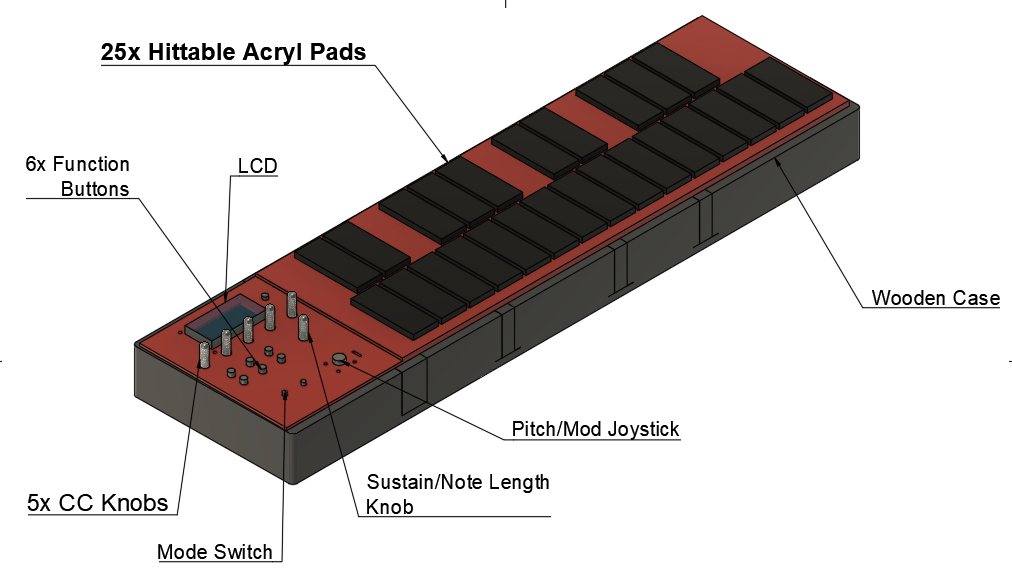 25x Hittable Acryl Pads
6x Function
Buttons
LCD
Wooden Case
Pitch/Mod Joystick
Sustain/Note Length
Knob
5x CC Knobs
Mode Switch